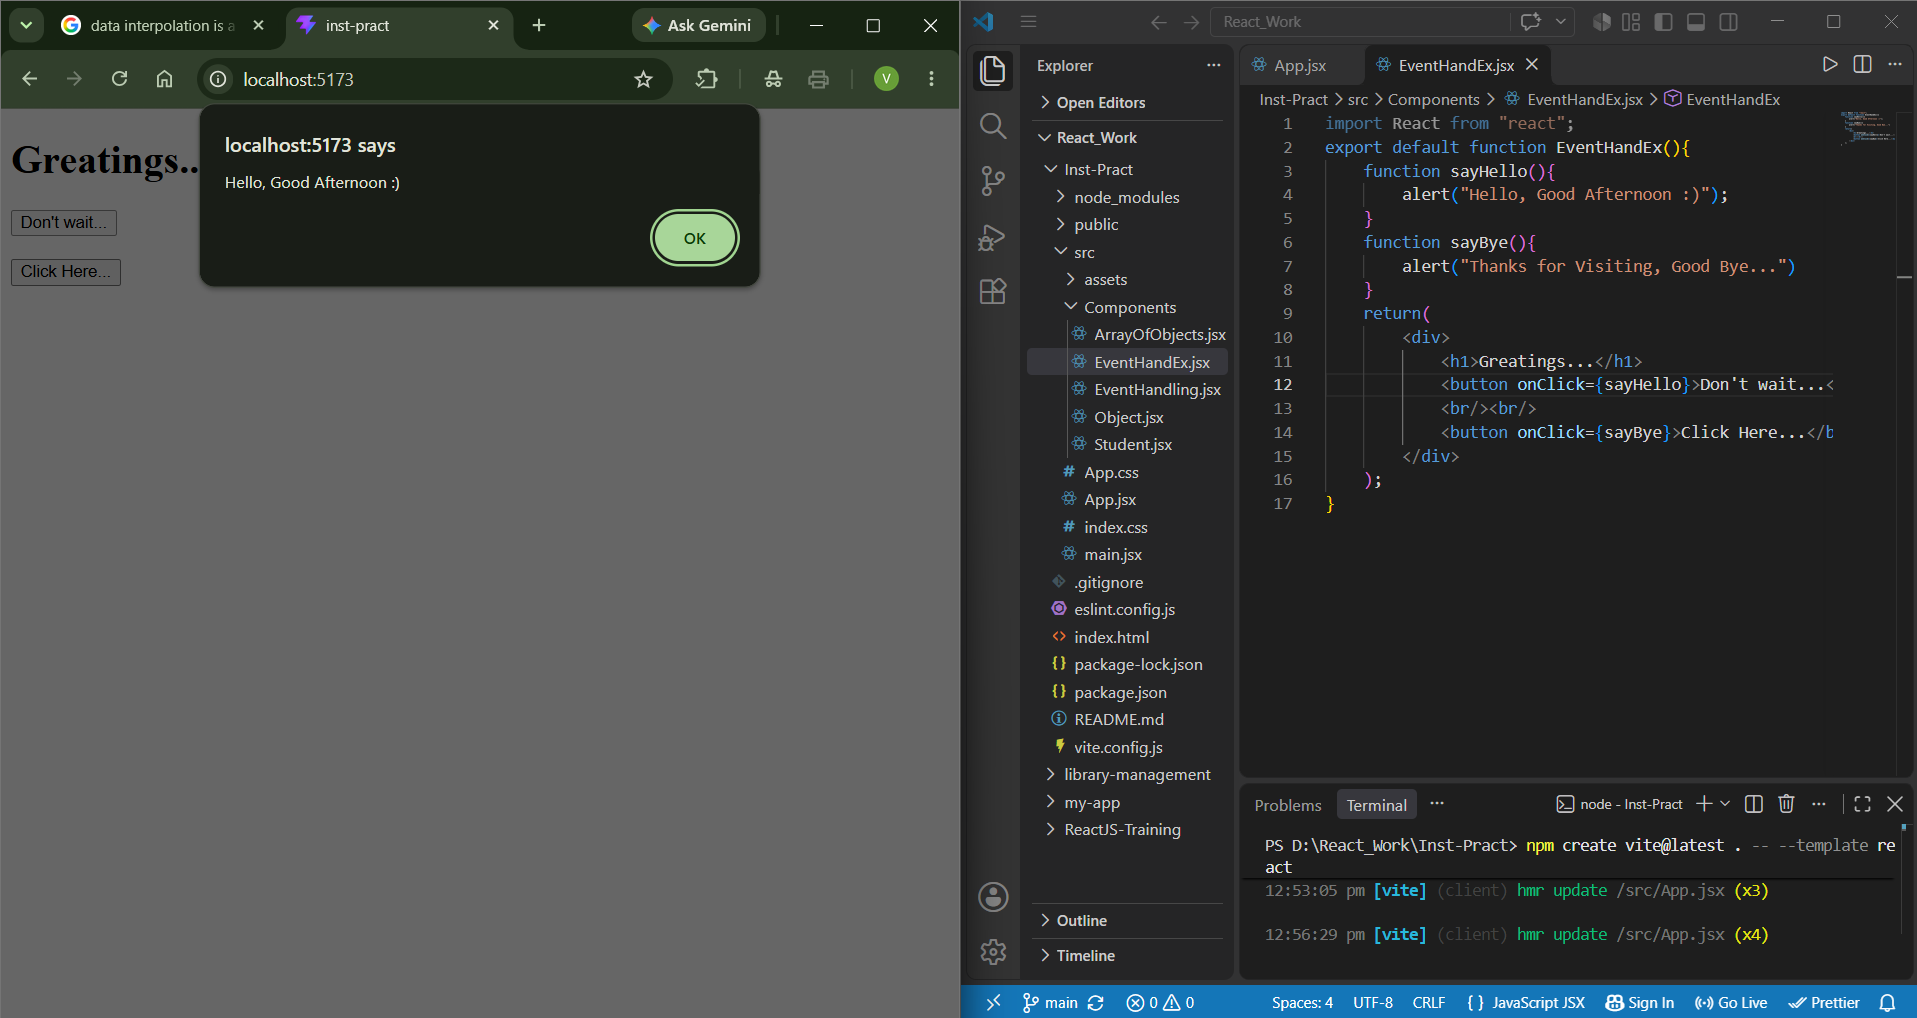 data interpolation is a
inst-pract
Ask Gemini
localhost:5173
V
Greatings...
Don't wait...
Click Here...
localhost:5173 says
Hello, Good Afternoon :)
OK
React_Work
Explorer
Open Editors
React_Work
Inst-Pract
node_modules
public
src
assets
Components
ArrayOfObjects.jsx
EventHandEx.jsx
EventHandling.jsx
Object.jsx
Student.jsx
# App.css
App.jsx
# index.css
main.jsx
.gitignore
eslint.config.js
<> index.html
{} package-lock.json
{} package.json
README.md
vite.config.js
library-management
my-app
ReactJS-Training
Outline
Timeline
App.jsx
EventHandEx.jsx
Inst-Pract > src > Components > EventHandEx.jsx > EventHandEx
1 import React from "react";
2 export default function EventHandEx(){
3 function sayHello(){
4 alert("Hello, Good Afternoon :)");
5 }
6 function sayBye(){
7 alert("Thanks for Visiting, Good Bye...")
8 }
9 return(
10 <div>
11 <h1>Greatings...</h1>
12 <button onClick={sayHello}>Don't wait...<
13 <br/><br/>
14 <button onClick={sayBye}>Click Here...</b
15 </div>
16 );
17 }
Problems Terminal ··· node - Inst-Pract
PS D:\React_Work\Inst-Pract> npm create vite@latest . -- --template re
act
12:53:05 pm [vite] (client) hmr update /src/App.jsx (x3)
12:56:29 pm [vite] (client) hmr update /src/App.jsx (x4)
main 0 0 Spaces: 4 UTF-8 CRLF {} JavaScript JSX Sign In Go Live Prettier